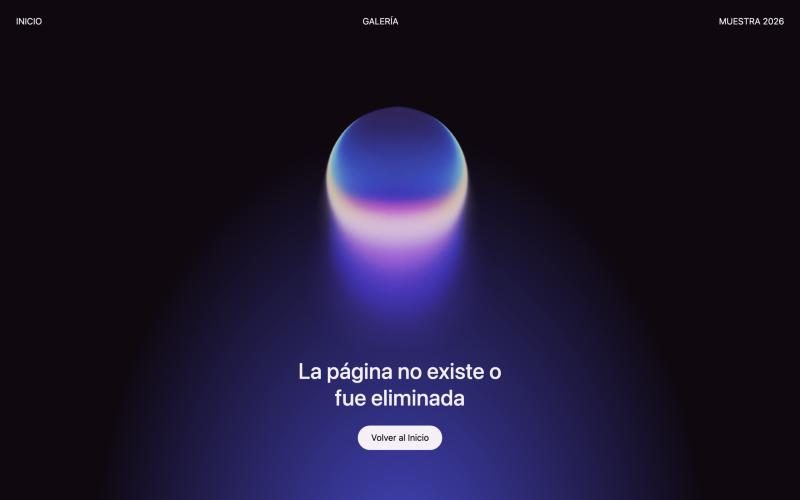 INICIO
GALERÍA
MUESTRA 2026
La página no existe o
fue eliminada
Volver al Inicio